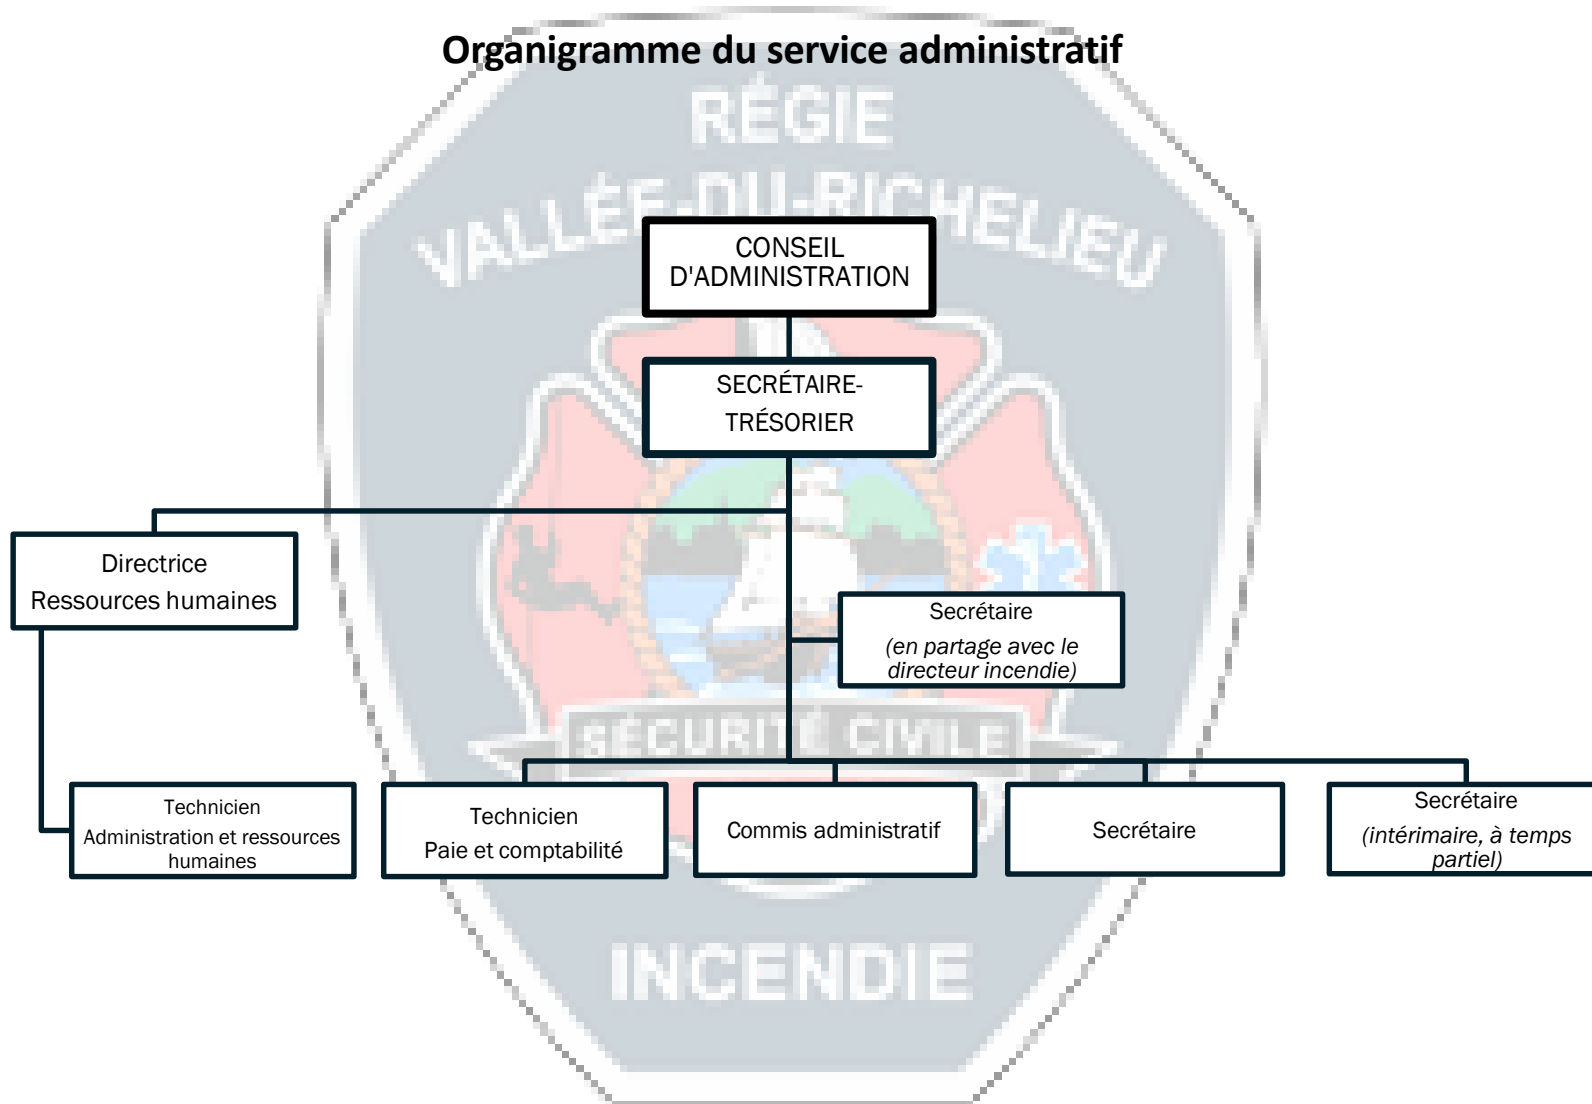 Organigramme du service administratif
RÉGIE
VALLÉE-DU-RICHELIEU
CONSEIL
D'ADMINISTRATION
SECRÉTAIRE-
TRÉSORIER
Directrice
Ressources humaines
Secrétaire
(en partage avec le
directeur incendie)
SÉCURITÉ CIVILE
Technicien
Administration et ressources
humaines
Technicien
Paie et comptabilité
Commis administratif
Secrétaire
Secrétaire
(intérimaire, à temps
partiel)
INCENDIE